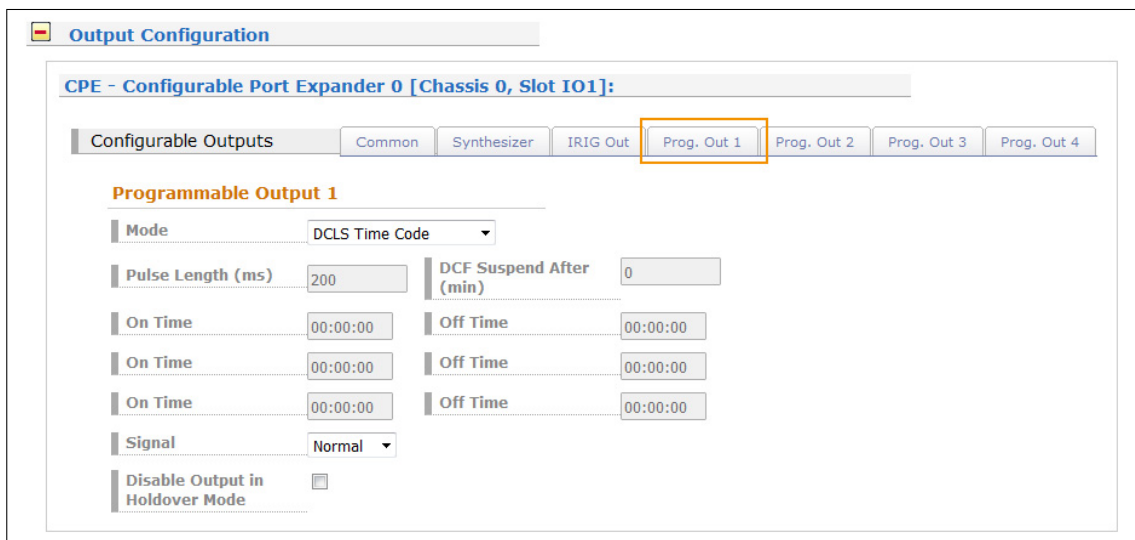 Output Configuration
CPE - Configurable Port Expander 0 [Chassis 0, Slot IO1]:
Configurable Outputs Common Synthesizer IRIG Out Prog. Out 1 Prog. Out 2 Prog. Out 3 Prog. Out 4
Programmable Output 1
Mode DCLS Time Code
Pulse Length (ms) 200 DCF Suspend After (min) 0
On Time 00:00:00 Off Time 00:00:00
On Time 00:00:00 Off Time 00:00:00
On Time 00:00:00 Off Time 00:00:00
Signal Normal
Disable Output in
Holdover Mode